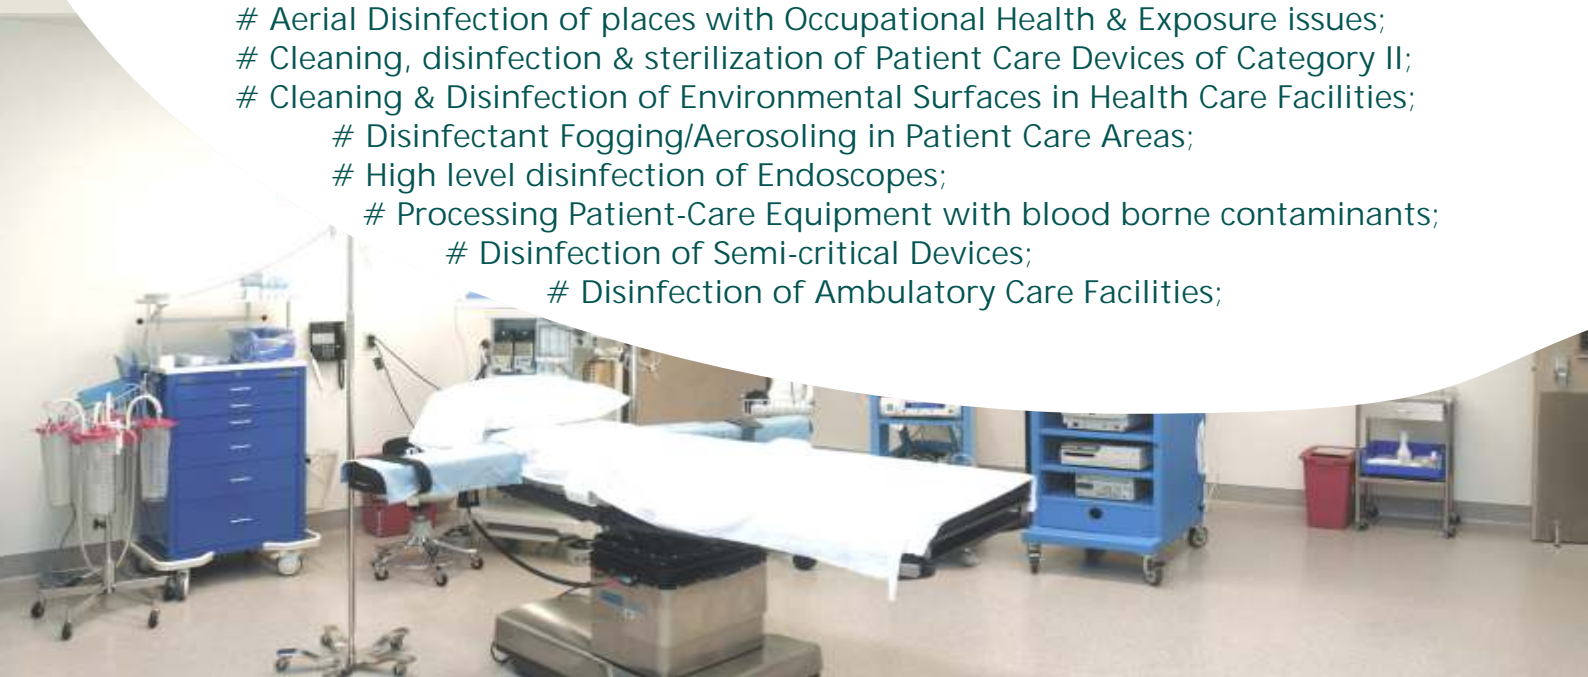 # Aerial Disinfection of places with Occupational Health & Exposure issues;
# Cleaning, disinfection & sterilization of Patient Care Devices of Category II;
# Cleaning & Disinfection of Environmental Surfaces in Health Care Facilities;
# Disinfectant Fogging/Aerosoling in Patient Care Areas;
# High level disinfection of Endoscopes;
# Processing Patient-Care Equipment with blood borne contaminants;
# Disinfection of Semi-critical Devices;
# Disinfection of Ambulatory Care Facilities;